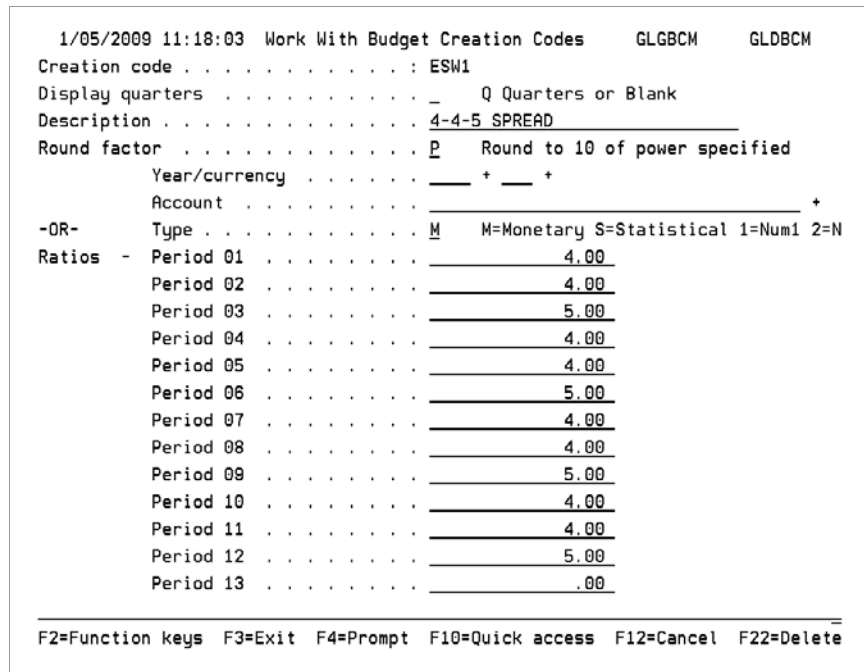 1/05/2009 11:18:03 Work With Budget Creation Codes GLGBCM GLDBCM
Creation code . . . . . . . . . . . . : ESW1
Display quarters . . . . . . . . . . _ Q Quarters or Blank
Description . . . . . . . . . . . . . 4-4-5 SPREAD
Round factor . . . . . . . . . . . . P Round to 10 of power specified
Year/currency . . . . . . ____ + ___ +
Account . . . . . . . . . ____ +
-OR- Type . . . . . . . . . . . M M=Monetary S=Statistical 1=Num1 2=N
Ratios - Period 01 . . . . . . . . 4.00
Period 02 . . . . . . . . 4.00
Period 03 . . . . . . . . 5.00
Period 04 . . . . . . . . 4.00
Period 05 . . . . . . . . 4.00
Period 06 . . . . . . . . 5.00
Period 07 . . . . . . . . 4.00
Period 08 . . . . . . . . 4.00
Period 09 . . . . . . . . 5.00
Period 10 . . . . . . . . 4.00
Period 11 . . . . . . . . 4.00
Period 12 . . . . . . . . 5.00
Period 13 . . . . . . . . .00
F2=Function keys F3=Exit F4=Prompt F10=Quick access F12=Cancel F22=Delete